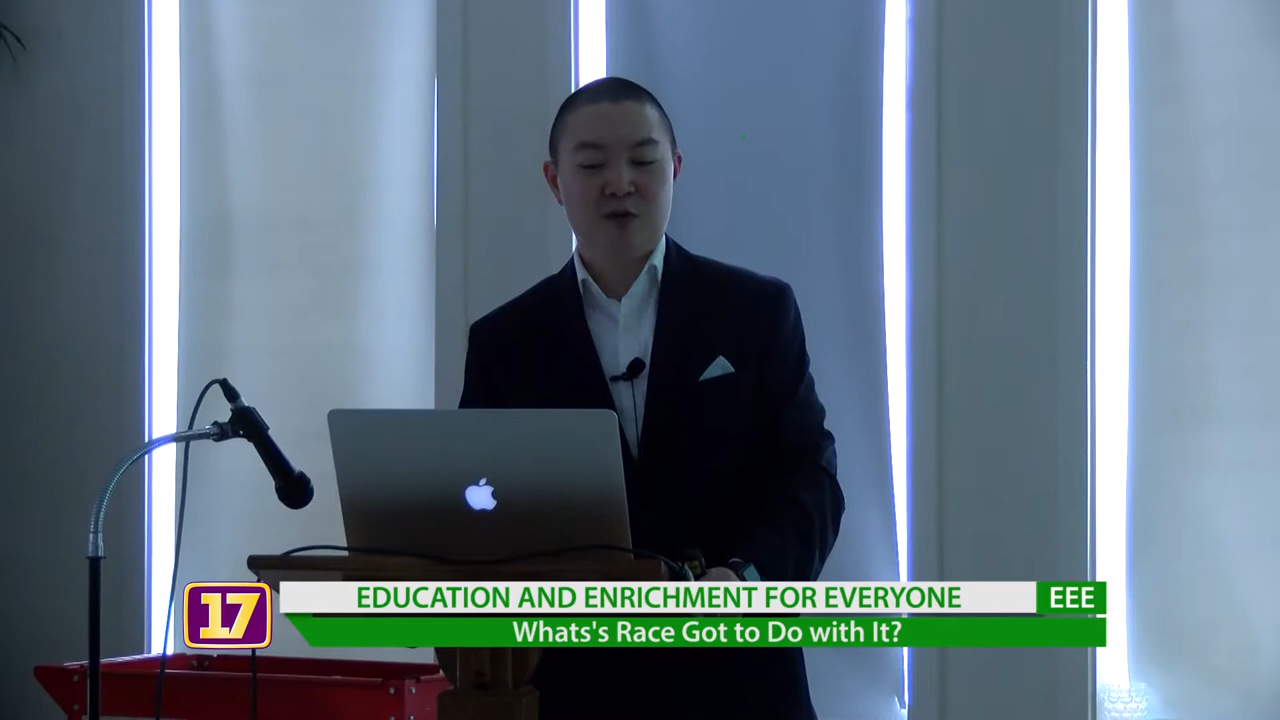 17
EDUCATION AND ENRICHMENT FOR EVERYONE EEE
Whats's Race Got to Do with It?